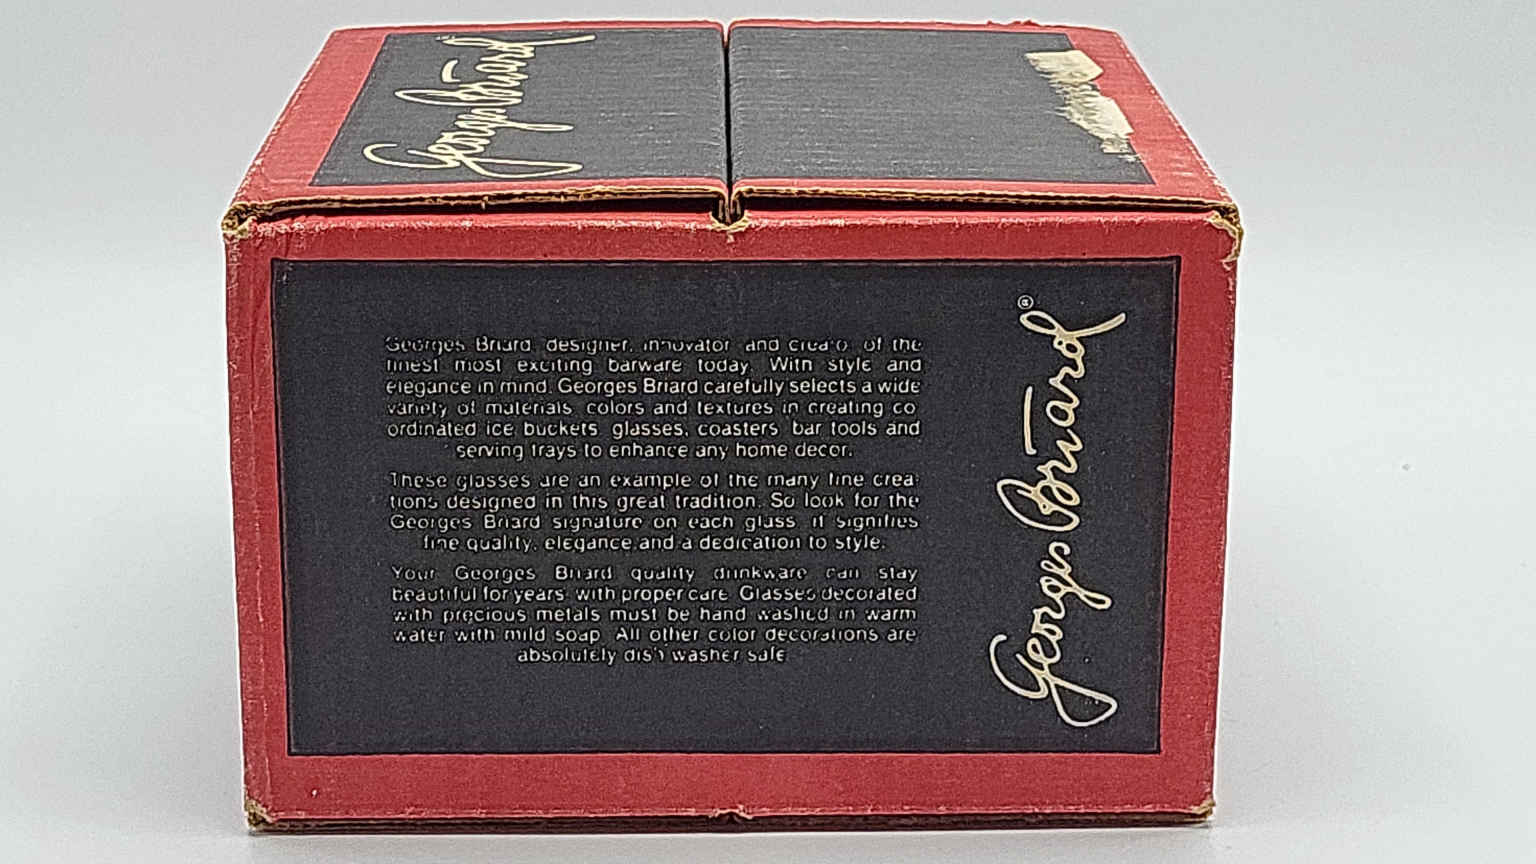 Georges Briard
Georges Briard, designer, innovator and creator of the
finest most exciting barware today. With style and
elegance in mind. Georges Briard carefully selects a wide
variety of materials, colors and textures in creating co-
ordinated ice buckets, glasses, coasters, bar tools and
serving trays to enhance any home decor.
These glasses are an example of the many fine crea-
tions designed in this great tradition. So look for the
Georges Briard signature on each glass. it signifies
fine quality, elegance and a dedication to style.
Your Georges Briard quality drinkware can stay
beautiful for years with proper care. Glasses decorated
with precious metals must be hand washed in warm
water with mild soap. All other color decorations are
absolutely dish washer safe
Georges Briard®